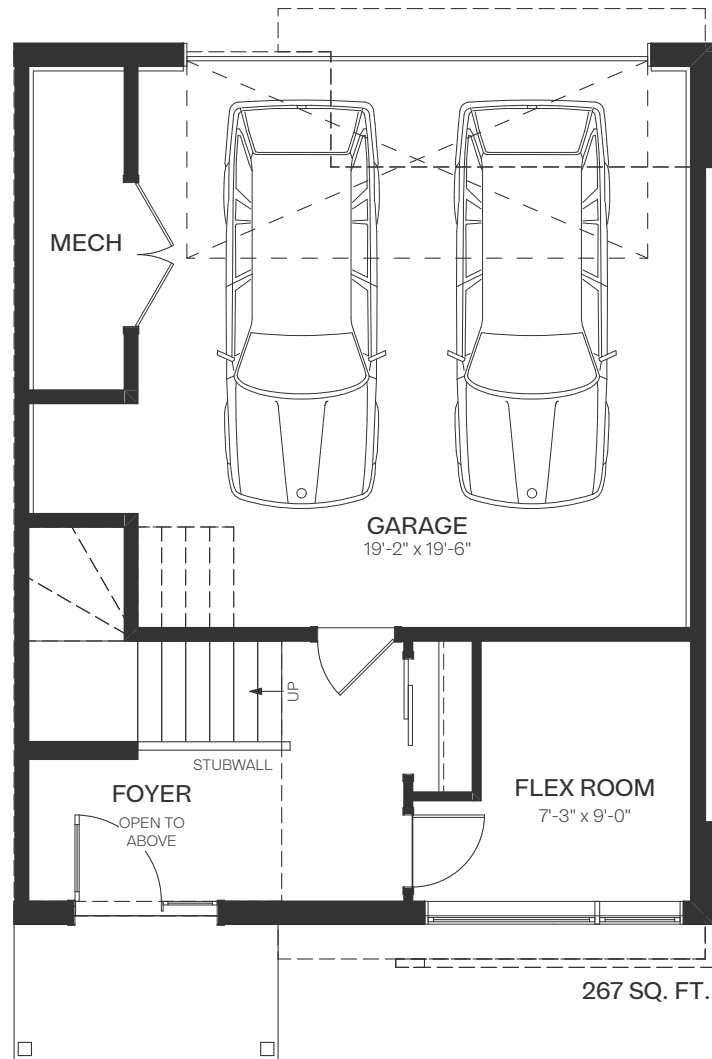 MECH
GARAGE
19'-2" x 19'-6"
UP
STUBWALL
FOYER
OPEN TO
ABOVE
FLEX ROOM
7'-3" x 9'-0"
267 SQ. FT.